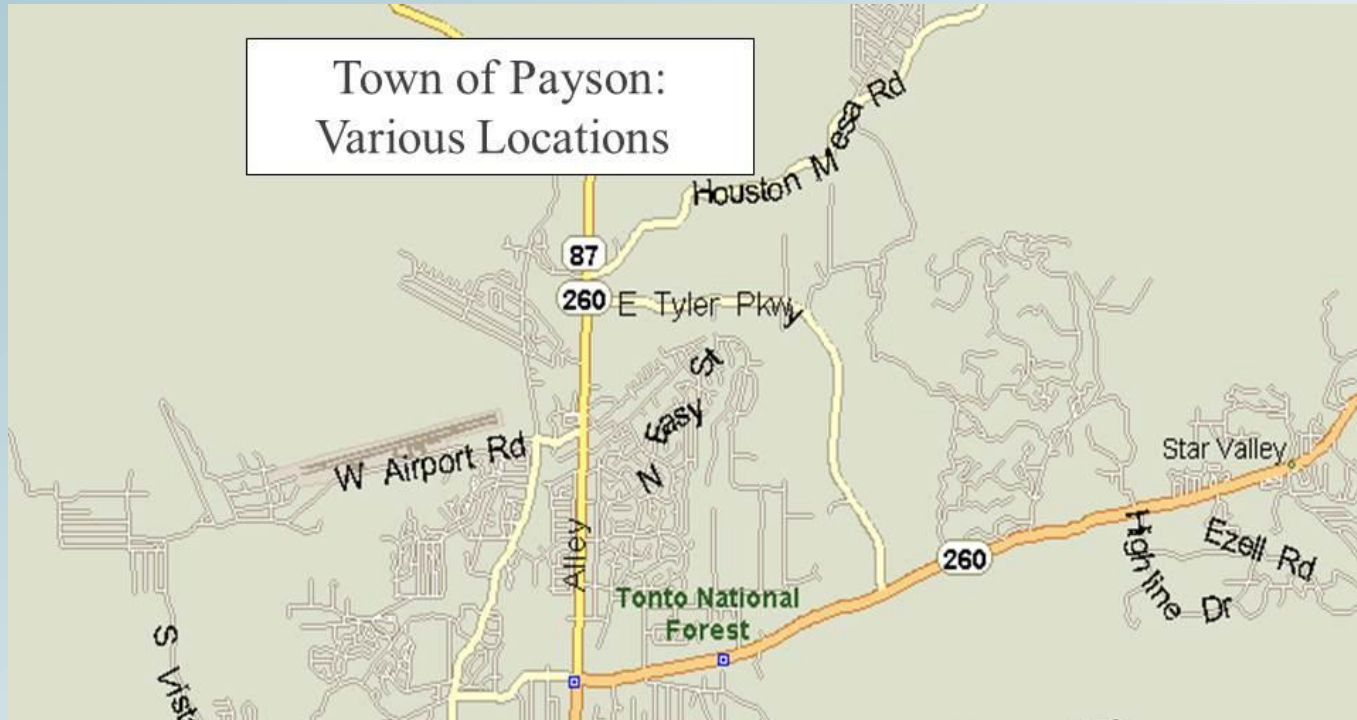 Town of Payson:
Various Locations
Houston Mesa Rd
87
260
E Tyler Pkwy
N Easy St
W Airport Rd
Star Valley
Alley
260
Highline Dr
Ezell Rd
Tonto National
Forest
S Vista